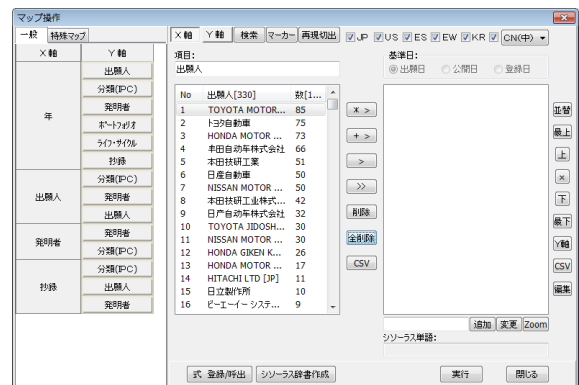 マップ操作
一般 特殊マップ
X 軸 Y 軸
年
出願人
分類(IPC)
発明者
ポートフォリオ
ライフ・サイクル
抄録
出願人
分類(IPC)
発明者
出願人
発明者
発明者
分類(IPC)
抄録
分類(IPC)
出願人
発明者
X 軸 Y 軸 検索 マーカー 再現切出 JP US ES EW KR CN(中)
項目:
出願人
基準日:
出願日 公開日 登録日
No 出願人[330] 数[1...
1 TOYOTA MOTOR... 85
2 トヨタ自動車 75
3 HONDA MOTOR ... 73
4 丰田自动车株式会社 66
5 本田技研工業 51
6 日産自動車 50
7 NISSAN MOTOR ... 50
8 本田技研工业株式... 42
9 日产自动车株式会社 32
10 TOYOTA JIDOSH... 30
11 NISSAN MOTOR ... 30
12 HONDA GIKEN K... 26
13 HONDA MOTOR ... 17
14 HITACHI LTD [JP] 11
15 日立製作所 10
16 ピーエーイー システ... 9
* >
+ >
>
>>
削除
全削除
CSV
並替
最上
上
×
下
最下
Y軸
CSV
編集
追加 変更 Zoom
シソーラス単語:
式 登録/呼出 シソーラス辞書作成 実行 閉じる